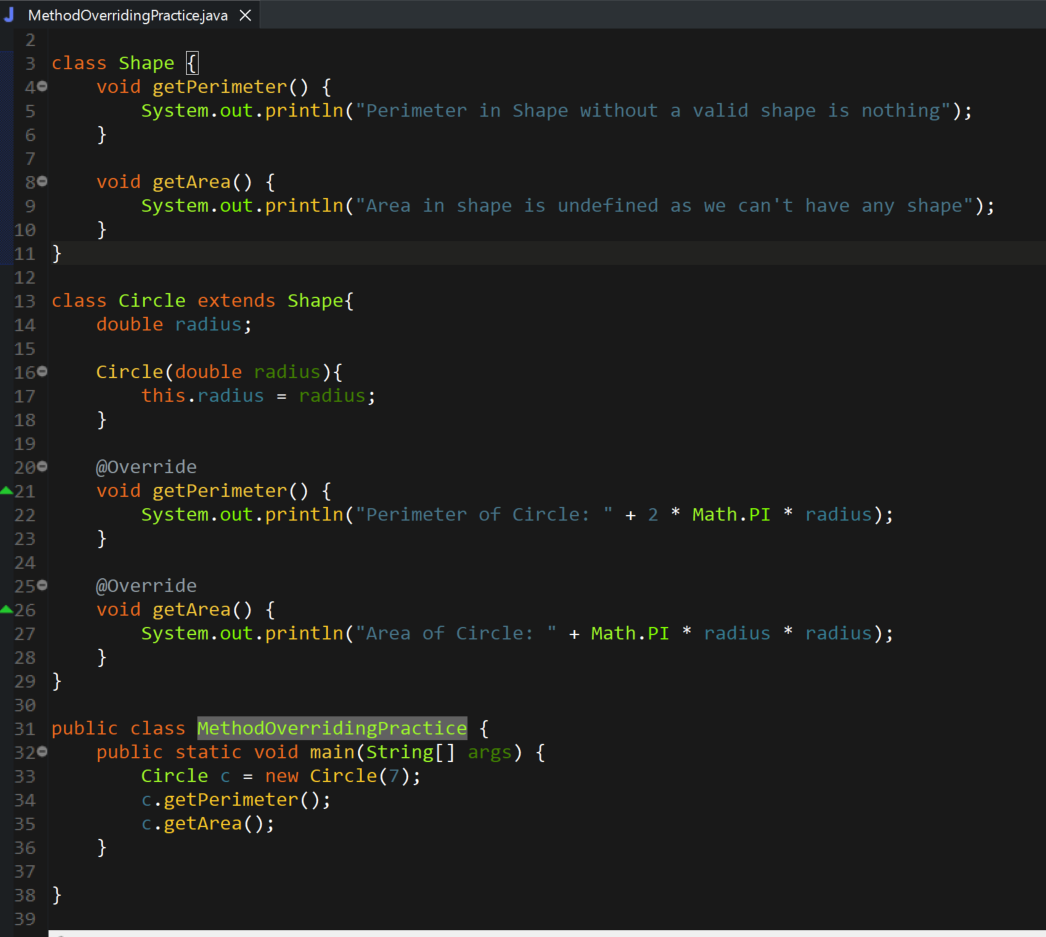 MethodOverridingPractice.java
2
3 class Shape {
4     void getPerimeter() {
5         System.out.println("Perimeter in Shape without a valid shape is nothing");
6     }
7
8     void getArea() {
9         System.out.println("Area in shape is undefined as we can't have any shape");
10     }
11 }
12
13 class Circle extends Shape{
14     double radius;
15
16     Circle(double radius){
17         this.radius = radius;
18     }
19
20     @Override
21     void getPerimeter() {
22         System.out.println("Perimeter of Circle: " + 2 * Math.PI * radius);
23     }
24
25     @Override
26     void getArea() {
27         System.out.println("Area of Circle: " + Math.PI * radius * radius);
28     }
29 }
30
31 public class MethodOverridingPractice {
32     public static void main(String[] args) {
33         Circle c = new Circle(7);
34         c.getPerimeter();
35         c.getArea();
36     }
37
38 }
39